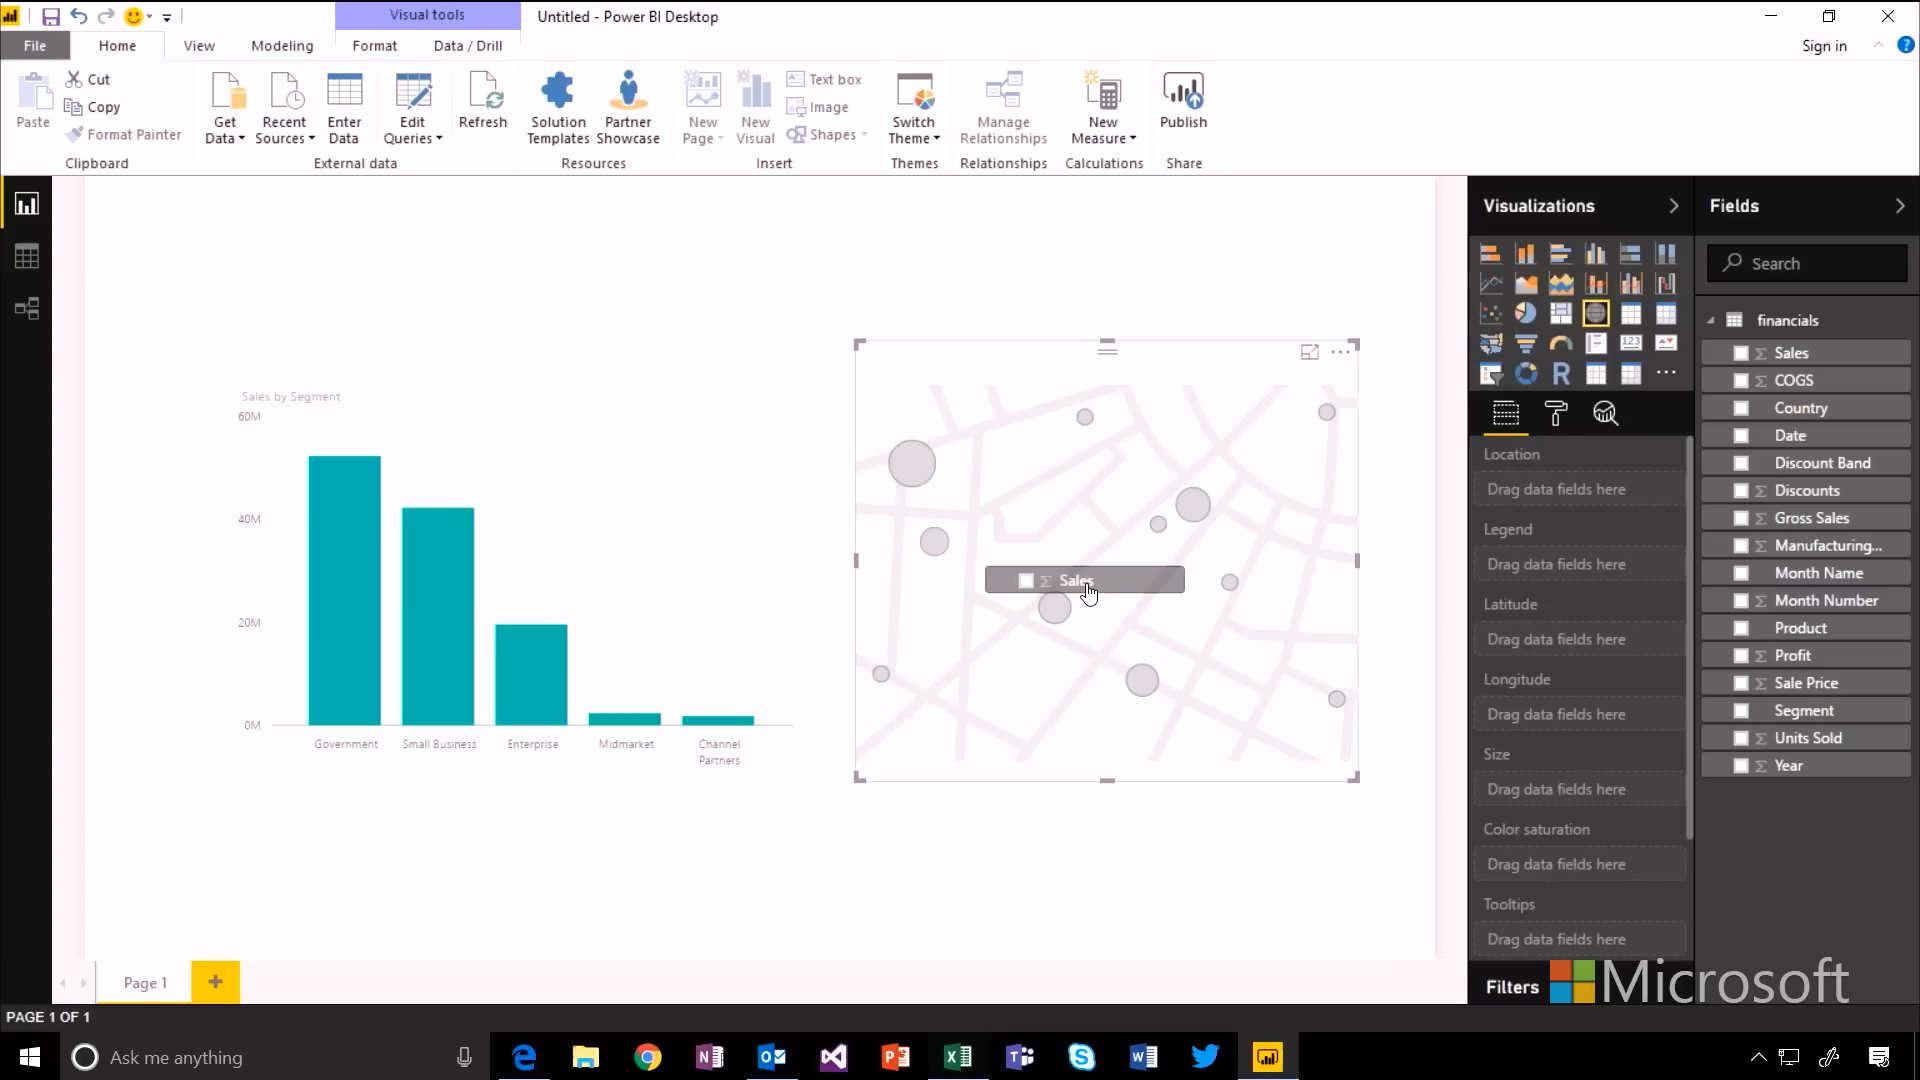 Visual tools
Untitled - Power BI Desktop
File
Home
View
Modeling
Format
Data / Drill
Sign in
?
Paste
Cut
Copy
Format Painter
Clipboard
Get Data
Recent Sources
Enter Data
Edit Queries
Refresh
External data
Solution Templates
Partner Showcase
Resources
New Page
New Visual
Text box
Image
Shapes
Insert
Switch Theme
Themes
Manage Relationships
Relationships
New Measure
Calculations
Publish
Share
Sales by Segment
60M
40M
20M
0M
Government
Small Business
Enterprise
Midmarket
Channel
Partners
Σ Sales
Visualizations
123
R
Location
Drag data fields here
Legend
Drag data fields here
Latitude
Drag data fields here
Longitude
Drag data fields here
Size
Drag data fields here
Color saturation
Drag data fields here
Tooltips
Drag data fields here
Filters
Fields
Search
financials
Σ Sales
Σ COGS
Country
Date
Discount Band
Σ Discounts
Σ Gross Sales
Σ Manufacturing...
Month Name
Σ Month Number
Product
Σ Profit
Σ Sale Price
Segment
Σ Units Sold
Σ Year
Microsoft
Page 1
PAGE 1 OF 1
Ask me anything